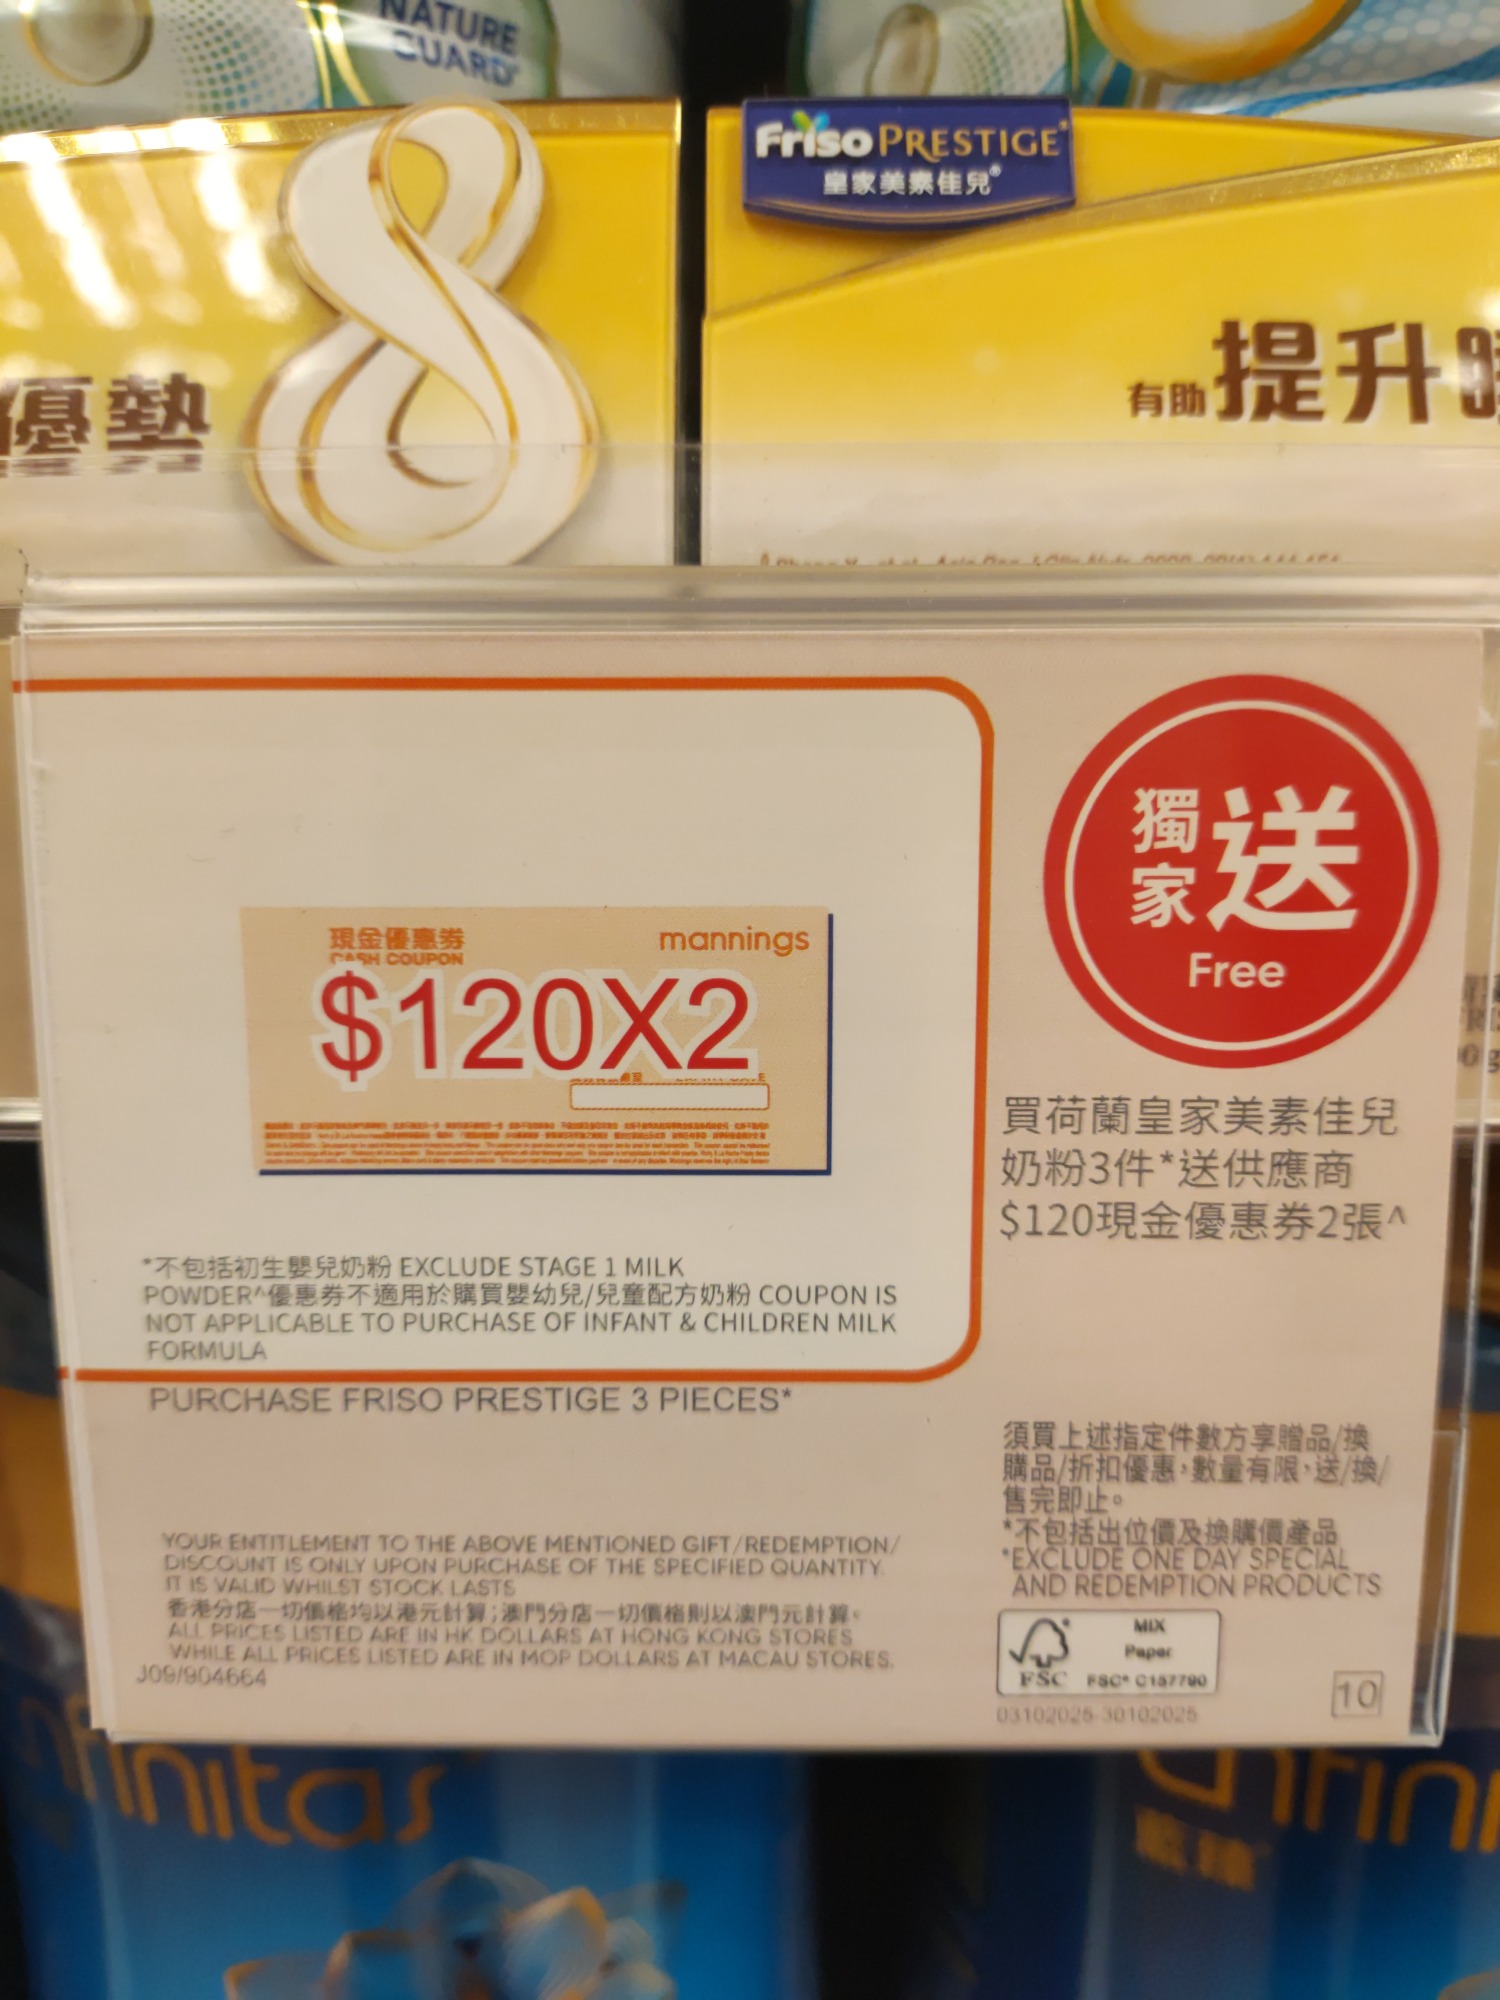 NATURE
GUARD
Friso PRESTIGE
皇家美素佳兒®
優勢
有助提升
獨家送
Free
現金優惠券
CASH COUPON
mannings
$120X2
買荷蘭皇家美素佳兒
奶粉3件*送供應商
$120現金優惠券2張^
*不包括初生嬰兒奶粉 EXCLUDE STAGE 1 MILK
POWDER^優惠券不適用於購買嬰幼兒/兒童配方奶粉 COUPON IS
NOT APPLICABLE TO PURCHASE OF INFANT & CHILDREN MILK
FORMULA
PURCHASE FRISO PRESTIGE 3 PIECES*
須買上述指定件數方享贈品/換
購品/折扣優惠，數量有限，送/換/
售完即止。
*不包括出位價及換購價產品
*EXCLUDE ONE DAY SPECIAL
AND REDEMPTION PRODUCTS
YOUR ENTITLEMENT TO THE ABOVE MENTIONED GIFT/REDEMPTION/
DISCOUNT IS ONLY UPON PURCHASE OF THE SPECIFIED QUANTITY.
IT IS VALID WHILST STOCK LASTS
香港分店一切價格均以港元計算；澳門分店一切價格則以澳門元計算。
ALL PRICES LISTED ARE IN HK DOLLARS AT HONG KONG STORES
WHILE ALL PRICES LISTED ARE IN MOP DOLLARS AT MACAU STORES.
J09/904664
FSC
MIX
Paper
FSC® C157790
03102025-30102025
10